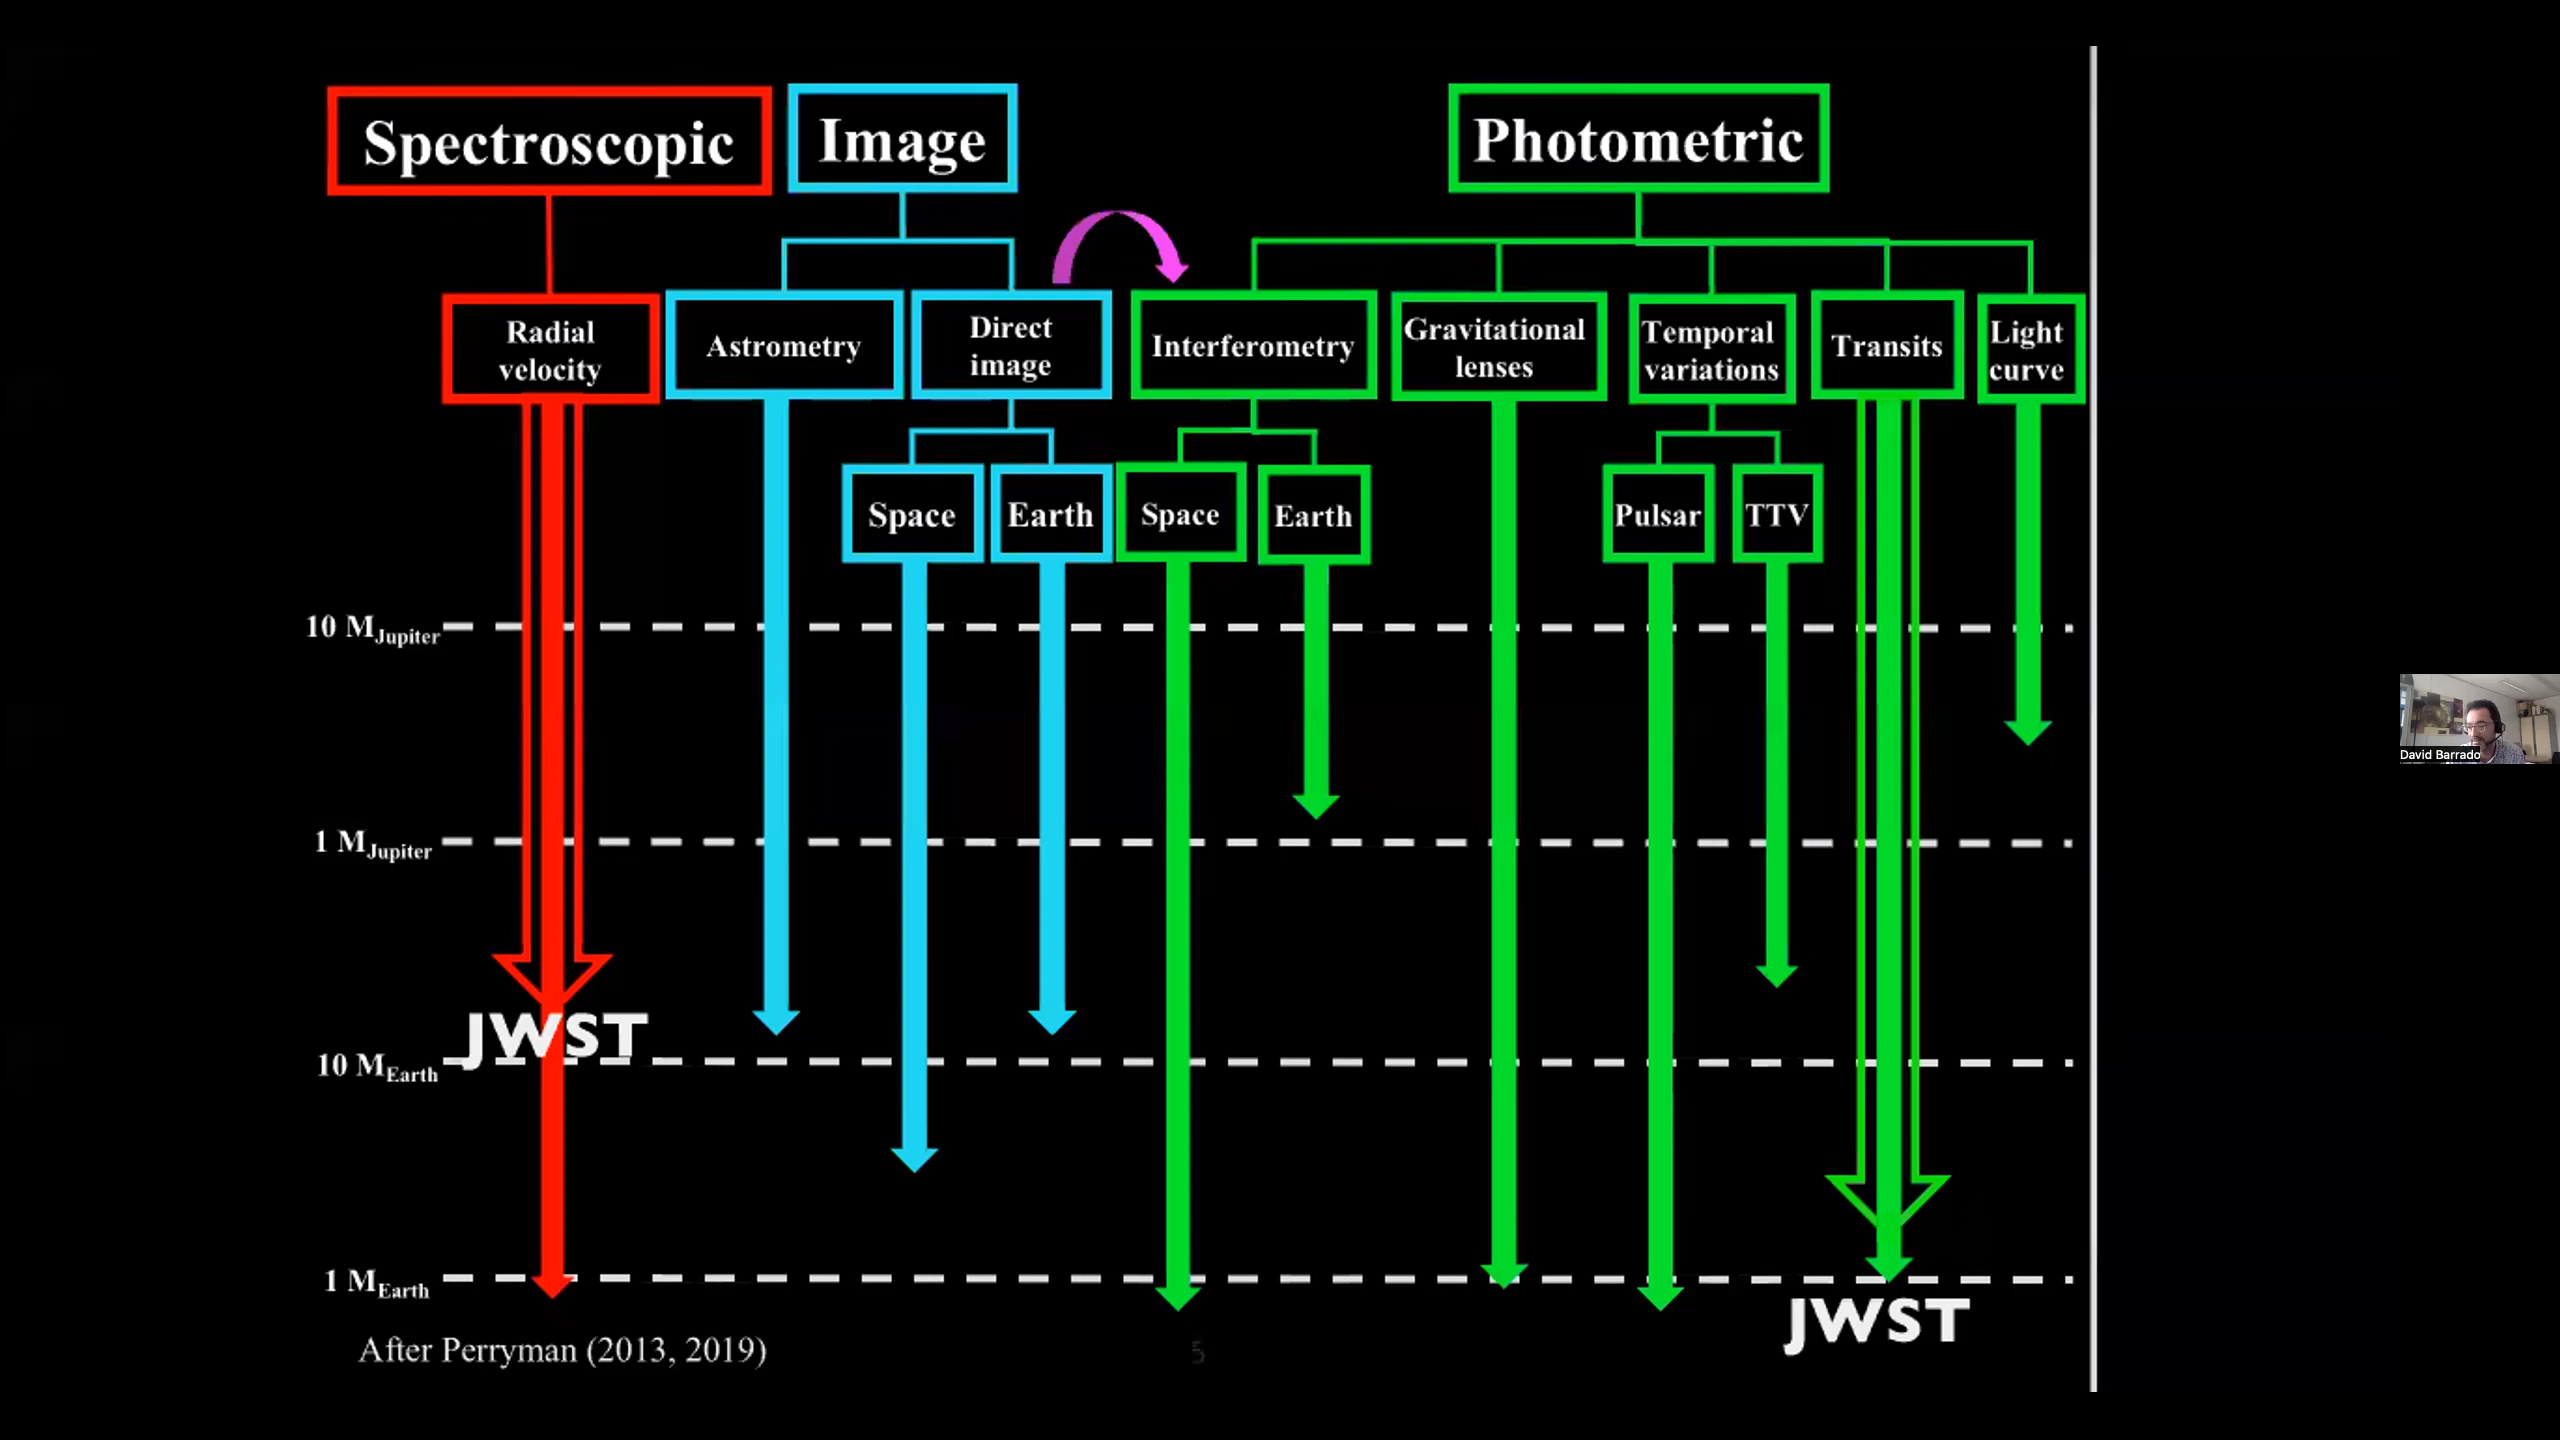 Spectroscopic
Image
Photometric
Radial
velocity
Astrometry
Direct
image
Interferometry
Gravitational
lenses
Temporal
variations
Transits
Light
curve
Space
Earth
Space
Earth
Pulsar
TTV
10 MJupiter
1 MJupiter
JWST
10 MEarth
1 MEarth
JWST
After Perryman (2013, 2019)
5
David Barrado